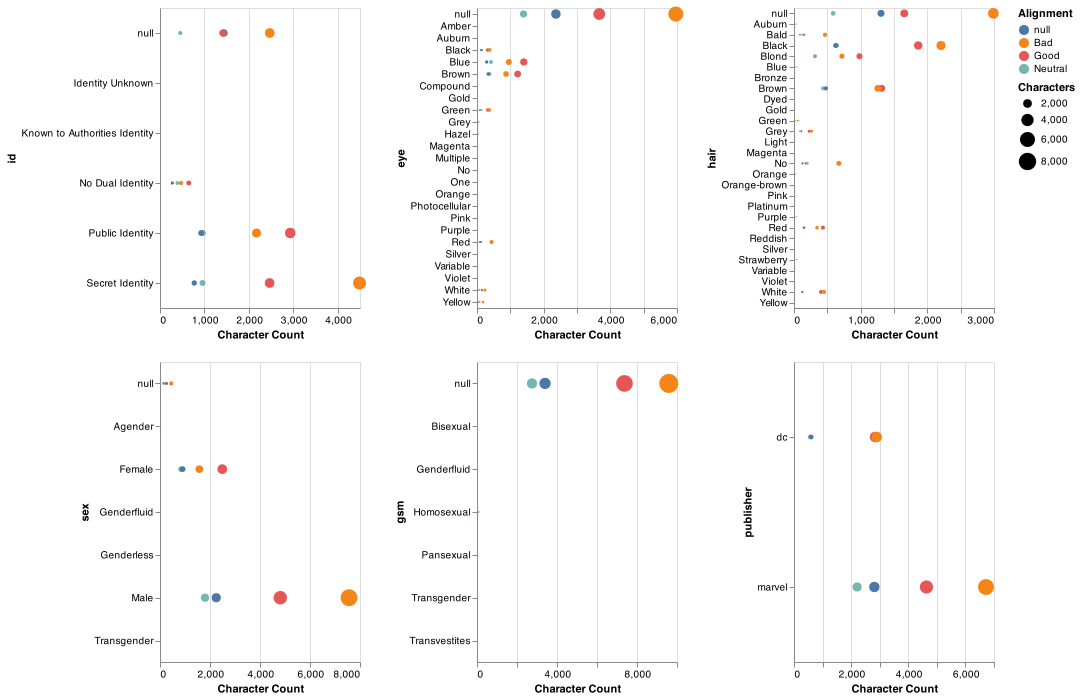 null
Identity Unknown
Known to Authorities Identity
No Dual Identity
Public Identity
Secret Identity
id
1,000
2,000
3,000
4,000
0
Character Count
null
Amber
Auburn
Black
Blue
Brown
Compound
Gold
Green
Grey
Hazel
Magenta
Multiple
No
One
Orange
Photocellular
Pink
Purple
Red
Silver
Variable
Violet
White
Yellow
eye
0
2,000
4,000
6,000
Character Count
null
Auburn
Bald
Black
Blond
Blue
Bronze
Brown
Dyed
Gold
Green
Grey
Light
Magenta
No
Orange
Orange-brown
Pink
Platinum
Purple
Red
Reddish
Silver
Strawberry
Variable
Violet
White
Yellow
hair
0
1,000
2,000
3,000
Character Count
Alignment
null
Bad
Good
Neutral
Characters
2,000
4,000
6,000
8,000
null
Agender
Female
Genderfluid
Genderless
Male
Transgender
sex
0
2,000
4,000
6,000
8,000
Character Count
null
Bisexual
Genderfluid
Homosexual
Pansexual
Transgender
Transvestites
gsm
0
4,000
8,000
Character Count
dc
marvel
publisher
0
2,000
4,000
6,000
Character Count